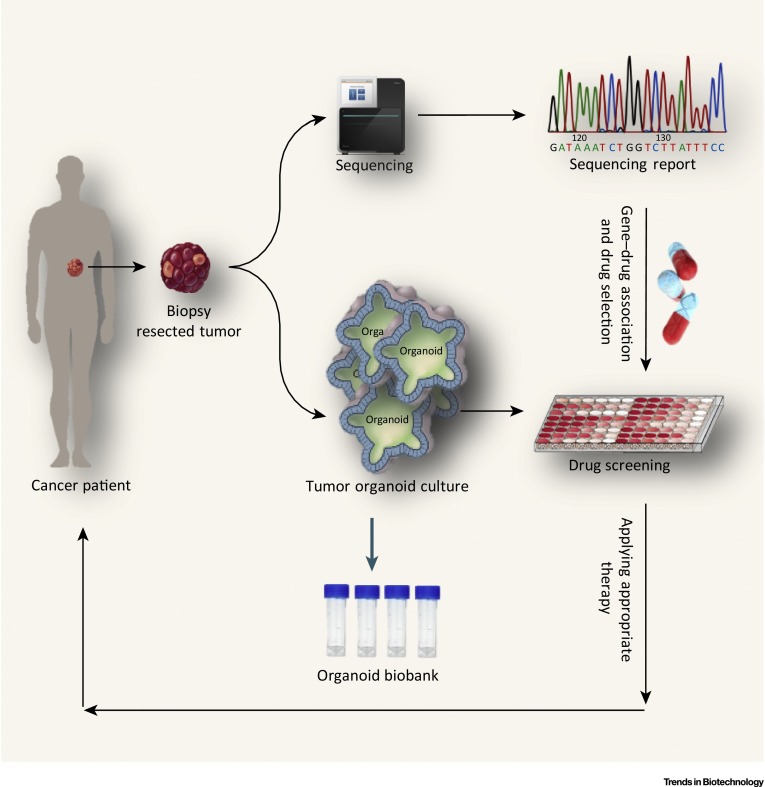 Sequencing
120 130
GATAAATCTGGTCTTATTTCC
Sequencing report
Gene–drug association
and drug selection
Biopsy
resected tumor
Orga
Organoid
Organoid
Cancer patient
Tumor organoid culture
Drug screening
Applying appropriate
therapy
Organoid biobank
Trends in Biotechnology